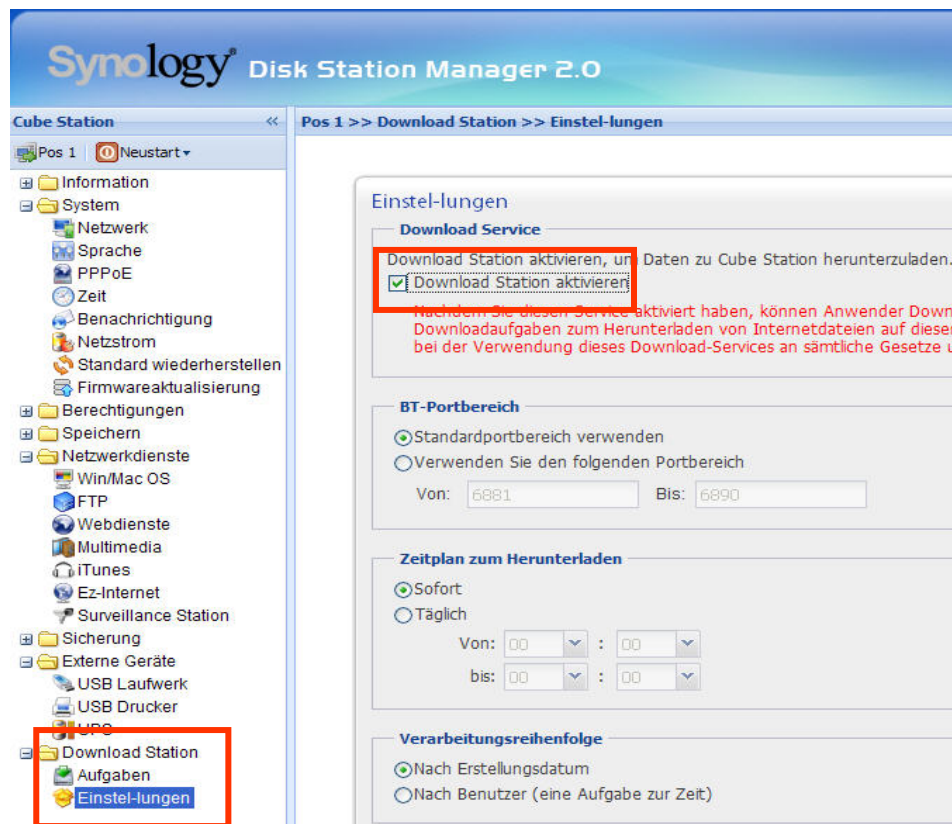 Synology® Disk Station Manager 2.0
Cube Station «
Pos 1 Neustart
Information
System
Netzwerk
Sprache
PPPoE
Zeit
Benachrichtigung
Netzstrom
Standard wiederherstellen
Firmwareaktualisierung
Berechtigungen
Speichern
Netzwerkdienste
Win/Mac OS
FTP
Webdienste
Multimedia
iTunes
Ez-Internet
Surveillance Station
Sicherung
Externe Geräte
USB Laufwerk
USB Drucker
Download Station
Aufgaben
Einstel-lungen
Pos 1 >> Download Station >> Einstel-lungen
Einstel-lungen
Download Service
Download Station aktivieren, um Daten zu Cube Station herunterzuladen.
Download Station aktivieren
Nachdem Sie diesen Service aktiviert haben, können Anwender Down
Downloadaufgaben zum Herunterladen von Internetdateien auf diese
bei der Verwendung dieses Download-Services an sämtliche Gesetze u
BT-Portbereich
Standardportbereich verwenden
Verwenden Sie den folgenden Portbereich
Von: 6881 Bis: 6890
Zeitplan zum Herunterladen
Sofort
Täglich
Von: 00 : 00
bis: 00 : 00
Verarbeitungsreihenfolge
Nach Erstellungsdatum
Nach Benutzer (eine Aufgabe zur Zeit)